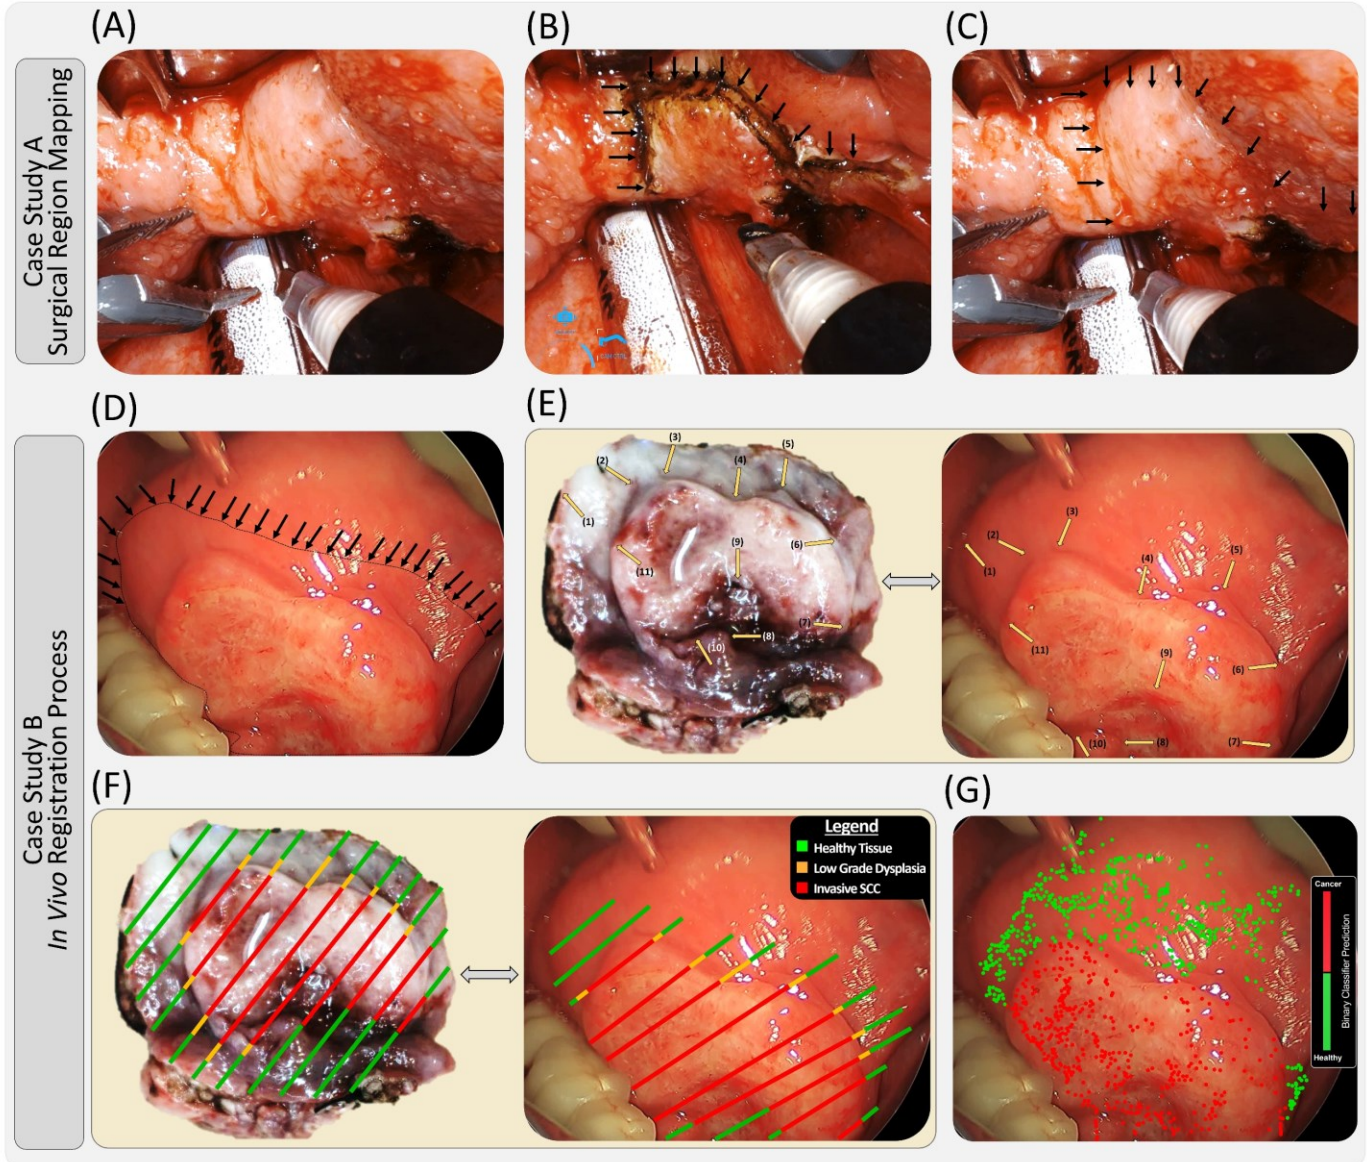 (A)
(B)
(C)
Case Study A
Surgical Region Mapping
(D)
(E)
(1)
(2)
(3)
(4)
(5)
(6)
(7)
(8)
(9)
(10)
(11)
(1)
(2)
(3)
(4)
(5)
(6)
(7)
(8)
(9)
(10)
(11)
Case Study B
In Vivo Registration Process
(F)
Legend
Healthy Tissue
Low Grade Dysplasia
Invasive SCC
(G)
Cancer
Binary Classifier Prediction
Healthy